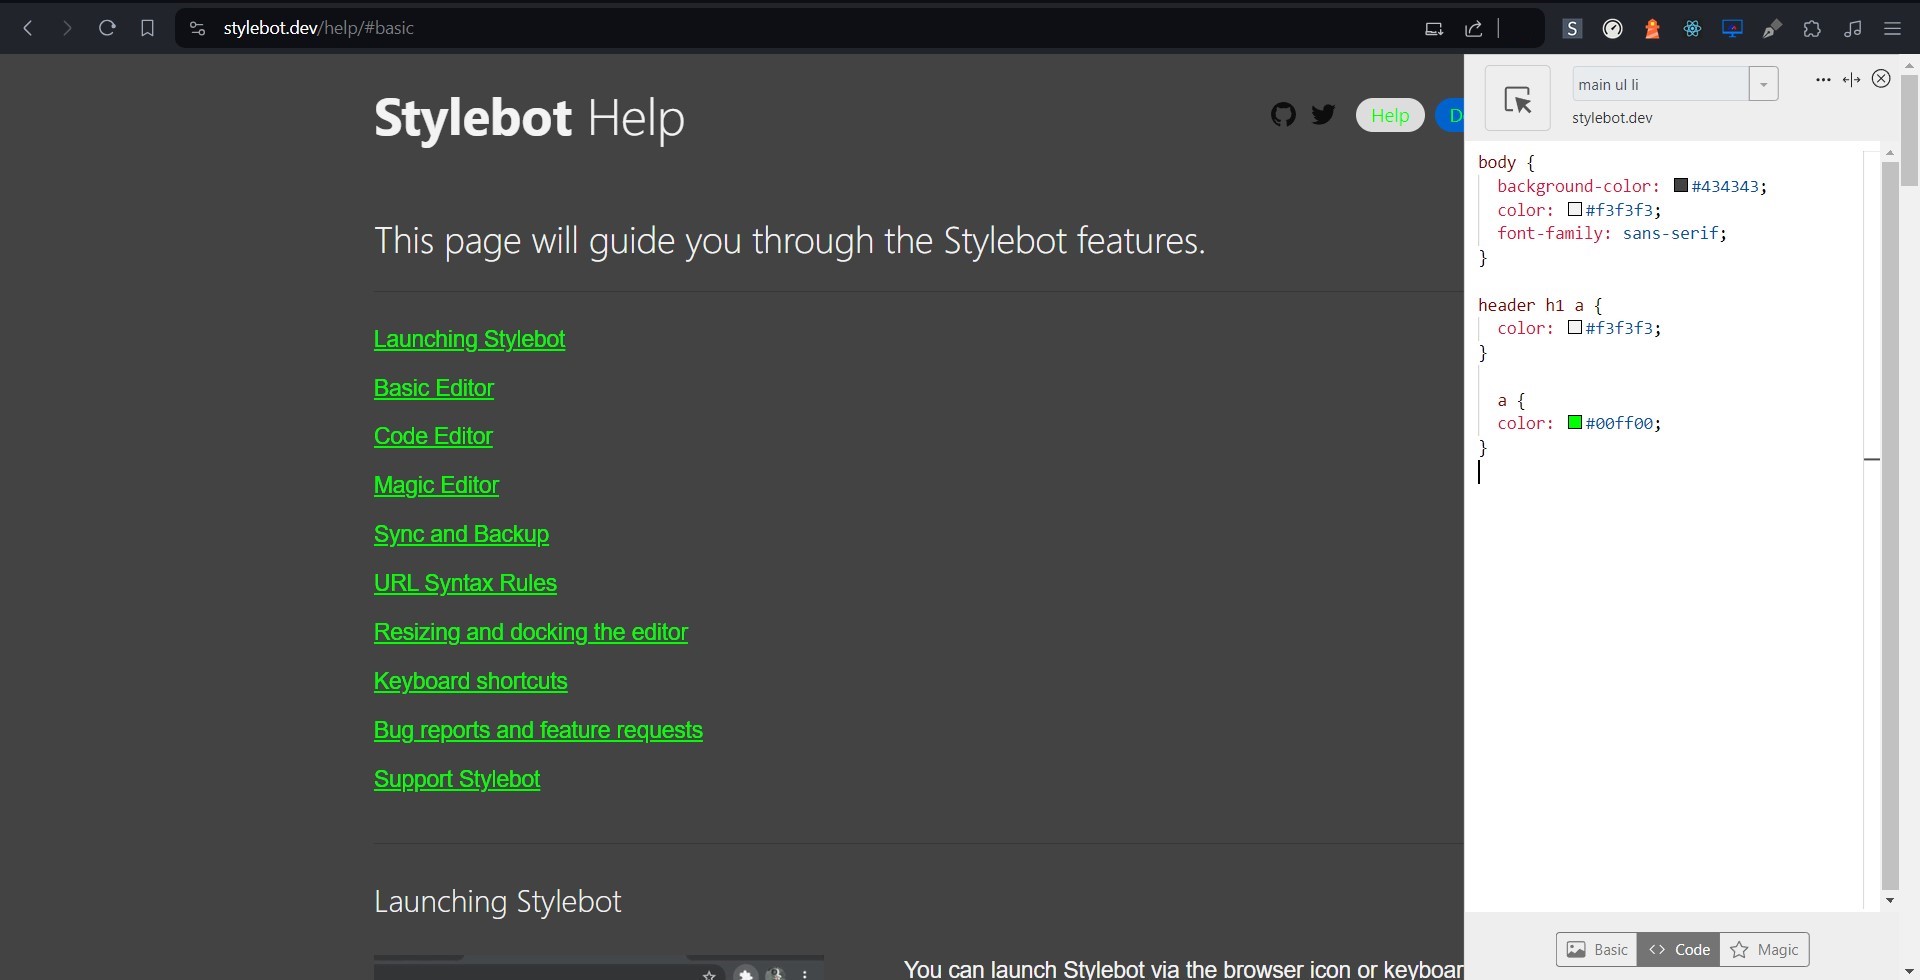 stylebot.dev/help/#basic
S
Stylebot Help
Help
D
This page will guide you through the Stylebot features.
Launching Stylebot
Basic Editor
Code Editor
Magic Editor
Sync and Backup
URL Syntax Rules
Resizing and docking the editor
Keyboard shortcuts
Bug reports and feature requests
Support Stylebot
Launching Stylebot
You can launch Stylebot via the browser icon or keyboar
main ul li
stylebot.dev
body {
background-color: #434343;
color: #f3f3f3;
font-family: sans-serif;
}
header h1 a {
color: #f3f3f3;
}
a {
color: #00ff00;
}
Basic
<> Code
Magic